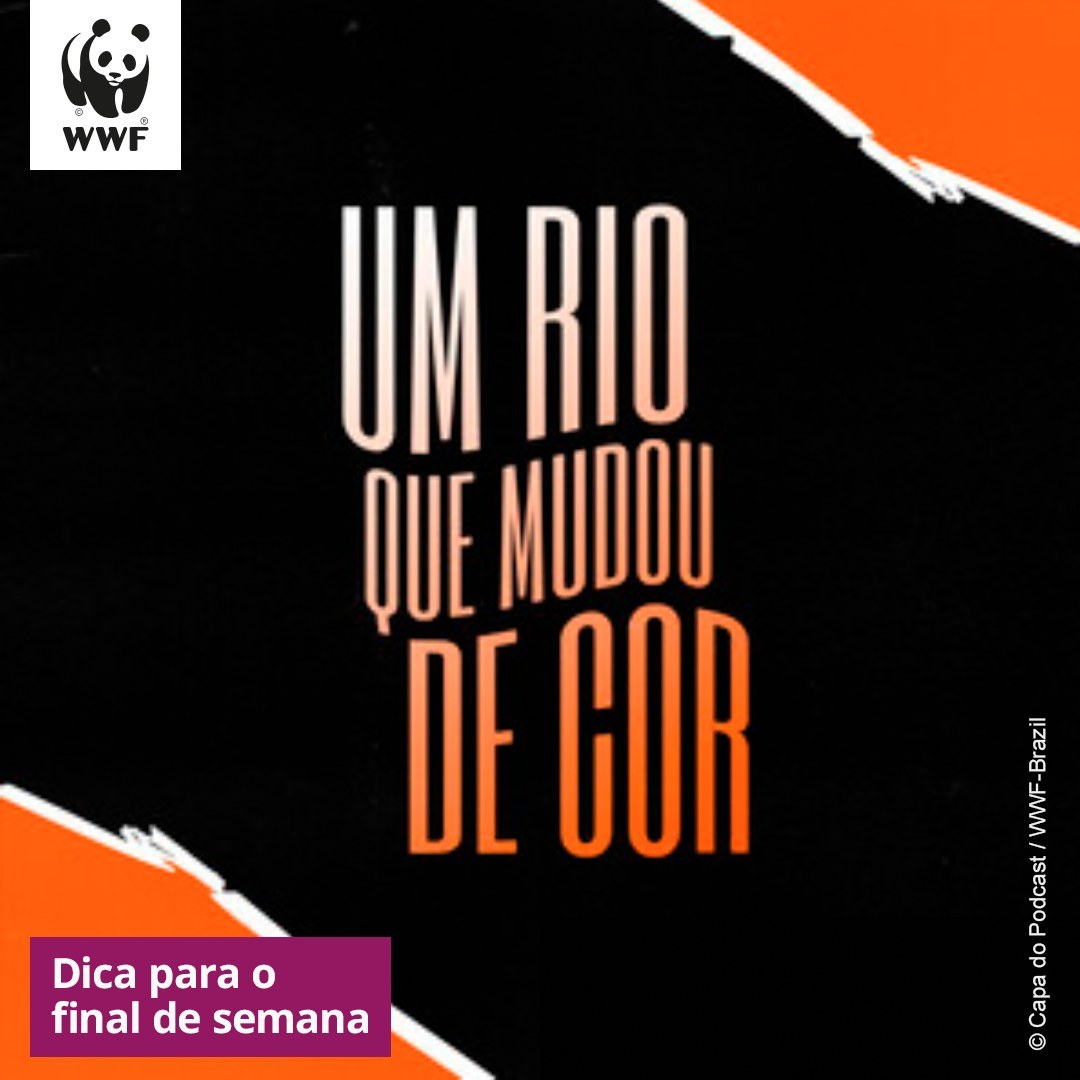 WWF
UM RIO
QUE MUDOU
DE COR
Dica para o
final de semana
© Capa do Podcast / WWF-Brazil